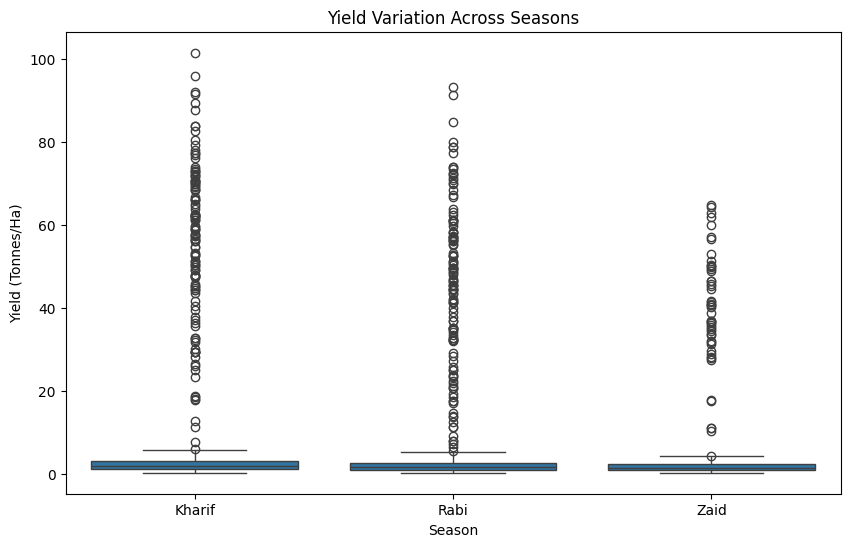 Yield Variation Across Seasons
Yield (Tonnes/Ha)
100
80
60
40
20
0
Kharif Rabi Zaid
Season